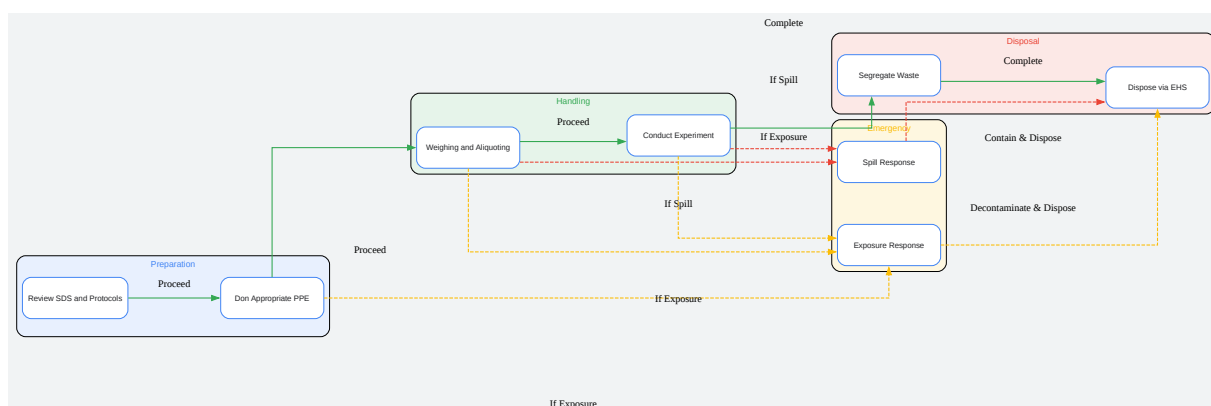 Complete
Disposal
Complete
Segregate Waste
If Spill
Dispose via EHS
Handling
Proceed
Emergency
Conduct Experiment
If Exposure
Contain & Dispose
Weighing and Aliquoting
Spill Response
If Spill
Decontaminate & Dispose
Proceed
Exposure Response
Preparation
Proceed
Review SDS and Protocols
Don Appropriate PPE
If Exposure
If Exposure